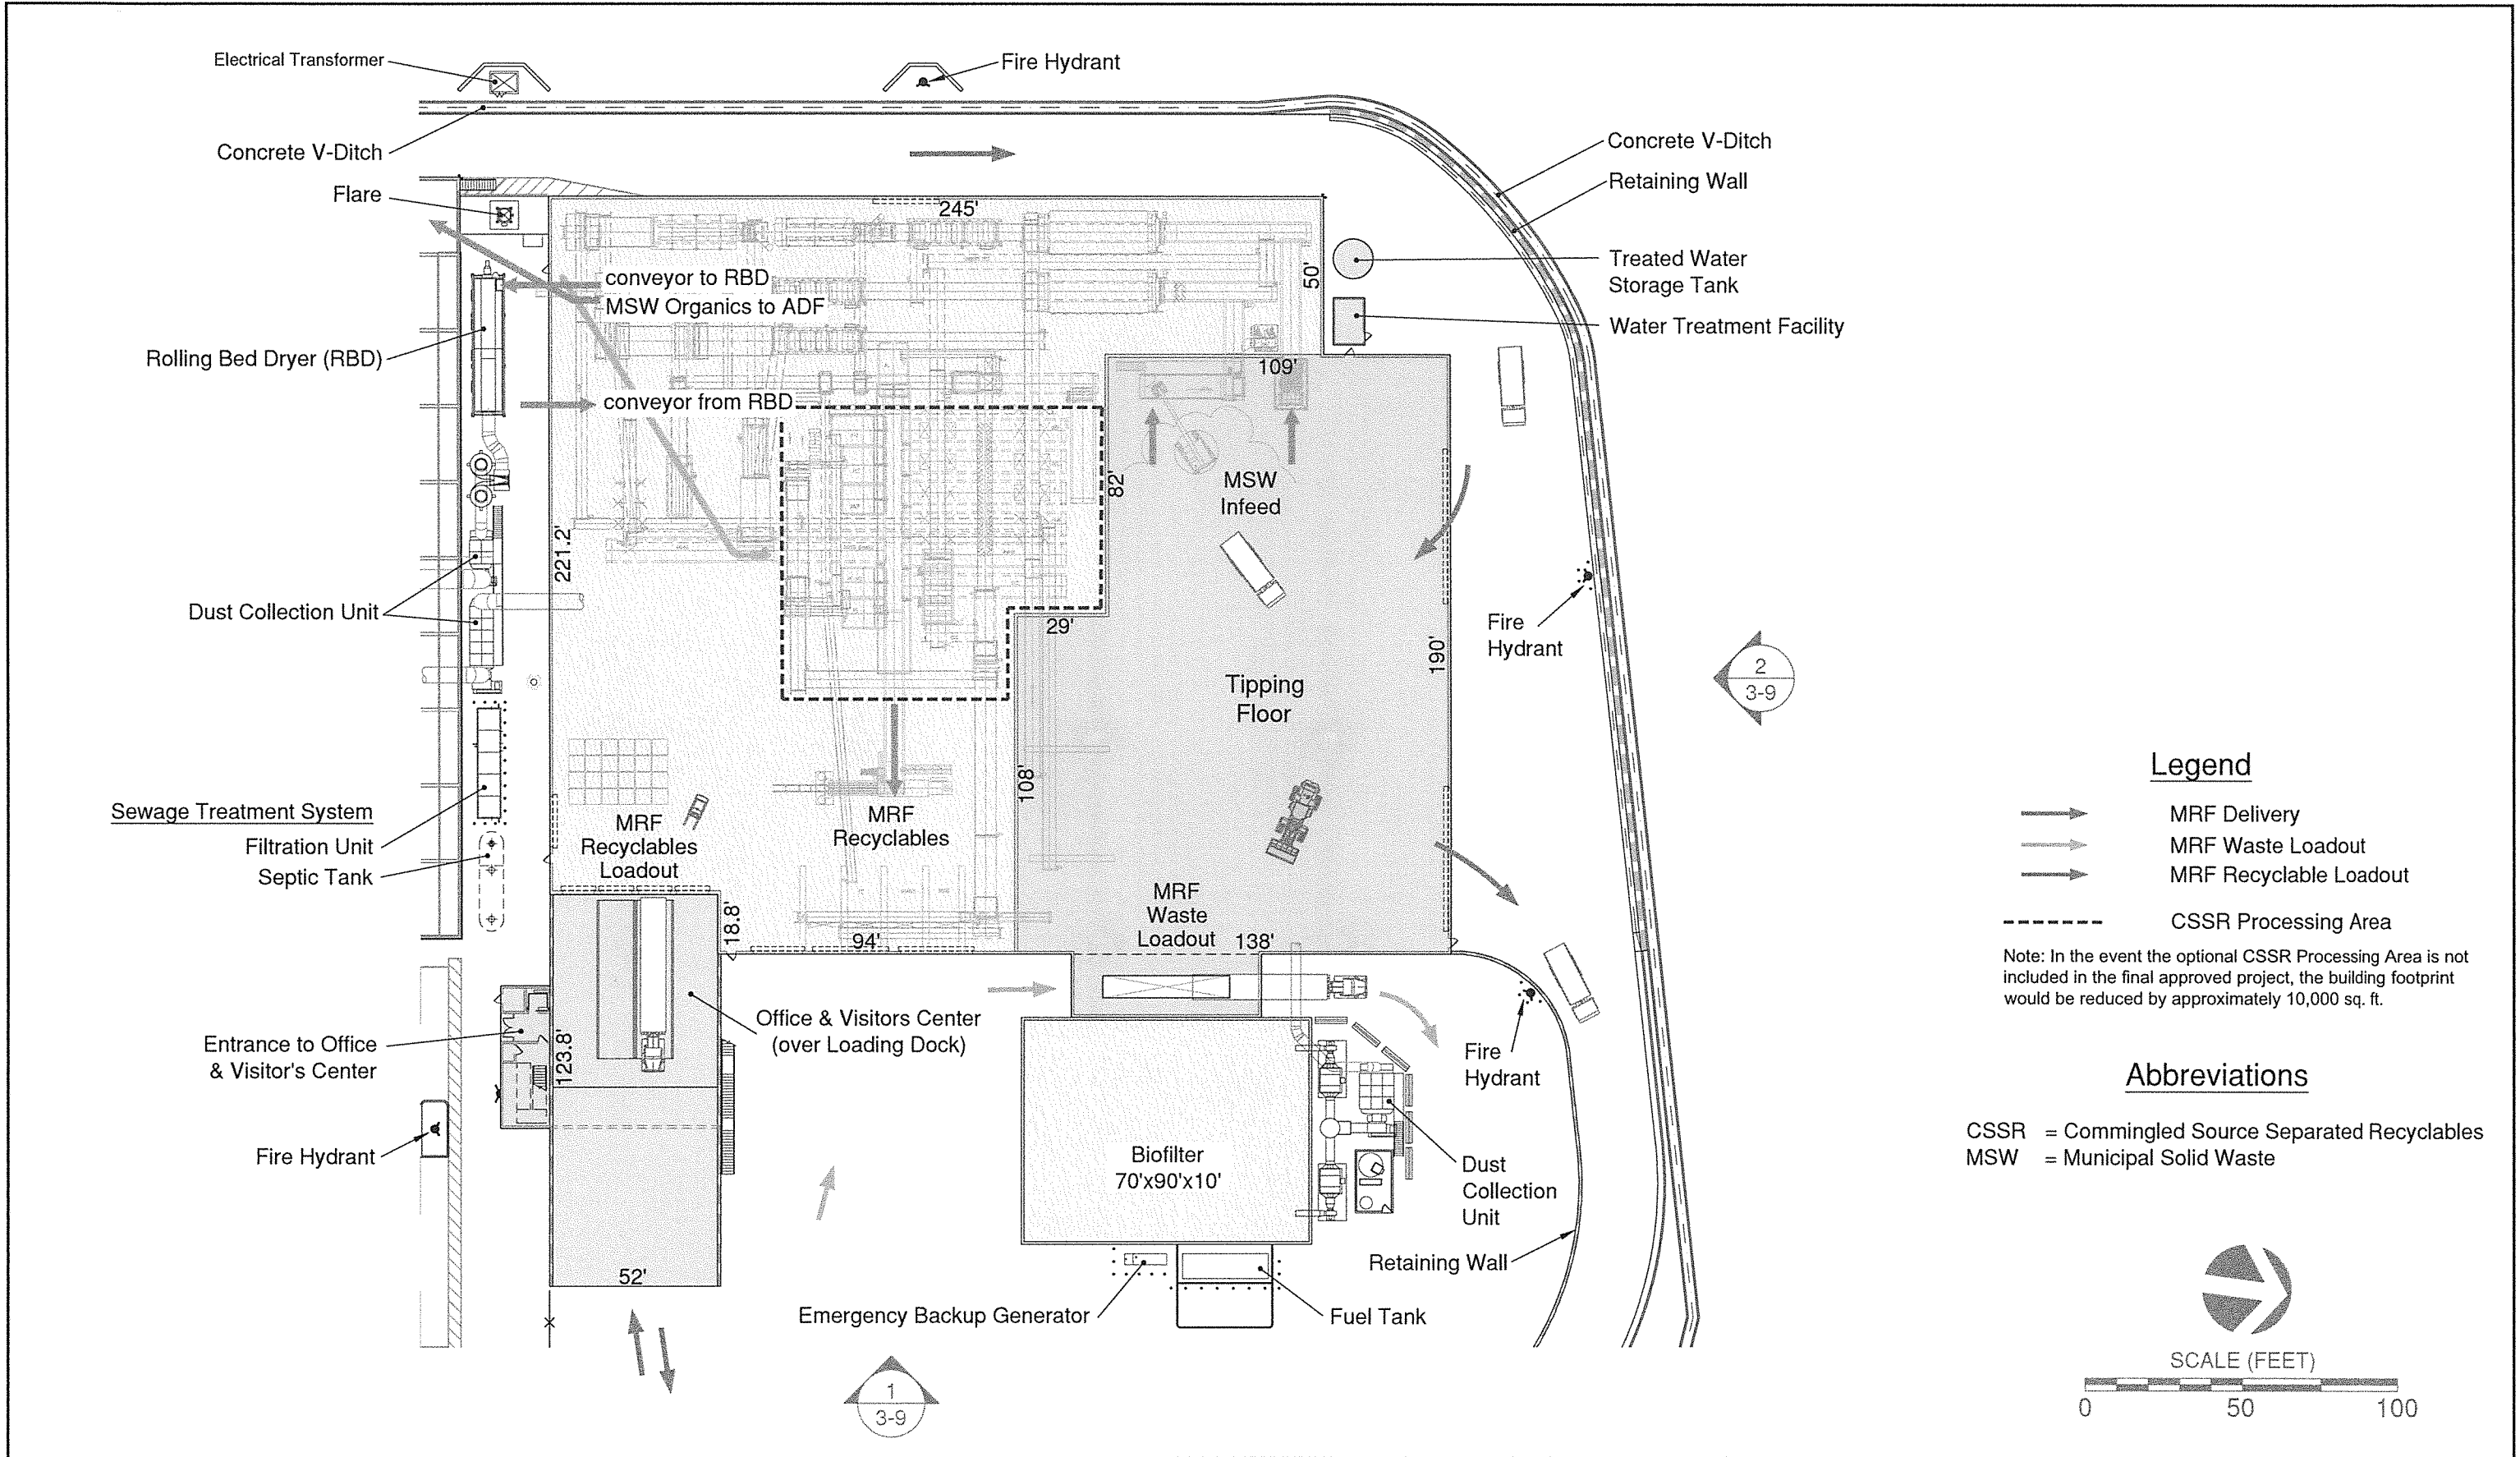 Electrical Transformer
Fire Hydrant
Concrete V-Ditch
Flare
Concrete V-Ditch
Retaining Wall
245'
50'
Treated Water
Storage Tank
Water Treatment Facility
conveyor to RBD
MSW Organics to ADF
Rolling Bed Dryer (RBD)
conveyor from RBD
109'
82'
MSW
Infeed
221.2'
Dust Collection Unit
29'
Fire
Hydrant
190'
2
3-9
Tipping
Floor
108'
Sewage Treatment System
Filtration Unit
Septic Tank
MRF
Recyclables
Loadout
MRF
Recyclables
MRF
Waste
Loadout
18.8'
94'
138'
Legend
MRF Delivery
MRF Waste Loadout
MRF Recyclable Loadout
CSSR Processing Area
Note: In the event the optional CSSR Processing Area is not
included in the final approved project, the building footprint
would be reduced by approximately 10,000 sq. ft.
Entrance to Office
& Visitor's Center
123.8'
Office & Visitors Center
(over Loading Dock)
Fire
Hydrant
Abbreviations
CSSR = Commingled Source Separated Recyclables
MSW = Municipal Solid Waste
Fire Hydrant
Biofilter
70'x90'x10'
Dust
Collection
Unit
Retaining Wall
52'
Emergency Backup Generator
Fuel Tank
1
3-9
SCALE (FEET)
0 50 100